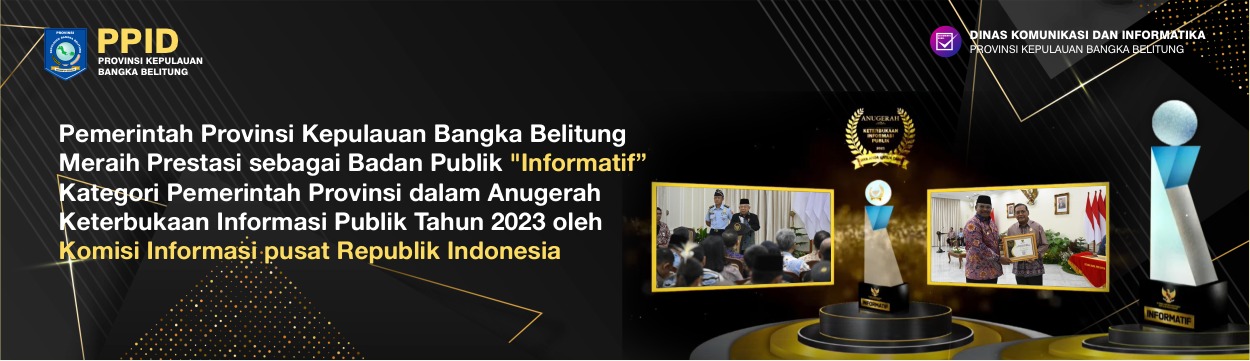 PPID
PROVINSI KEPULAUAN
BANGKA BELITUNG
DINAS KOMUNIKASI DAN INFORMATIKA
PROVINSI KEPULAUAN BANGKA BELITUNG
Pemerintah Provinsi Kepulauan Bangka Belitung
Meraih Prestasi sebagai Badan Publik "Informatif”
Kategori Pemerintah Provinsi dalam Anugerah
Keterbukaan Informasi Publik Tahun 2023 oleh
Komisi Informasi pusat Republik Indonesia
ANUGERAH
KETERBUKAAN
INFORMASI
PUBLIK
INFORMATIF
INFORMATIF